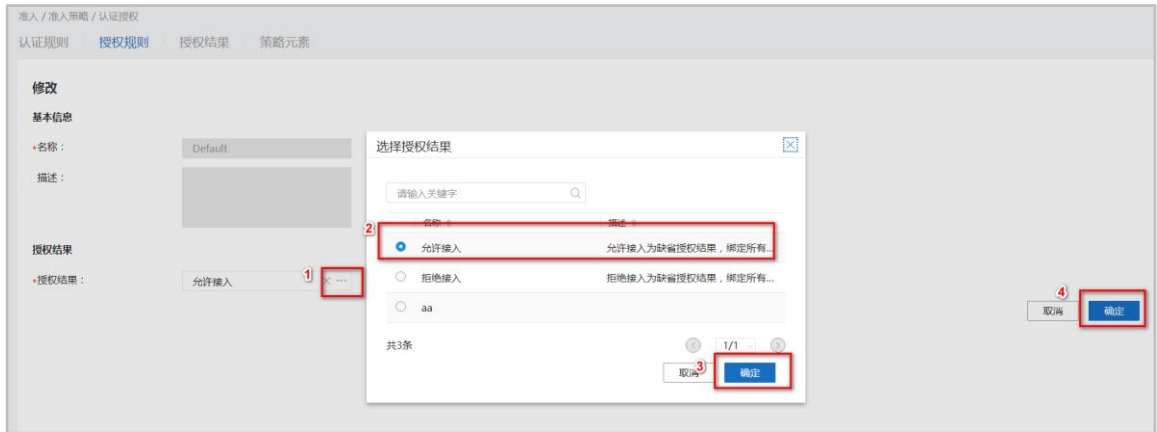 准入 / 准入策略 / 认证授权
认证规则 授权规则 授权结果 策略元素
修改
基本信息
*名称： Default
描述：
授权结果
*授权结果： 允许接入 1 × ···
选择授权结果
请输入关键字
2 名称 描述
允许接入 允许接入为缺省授权结果，绑定所有...
拒绝接入 拒绝接入为缺省授权结果，绑定所有...
aa
共3条 1/1
取消 3 确定
4
取消 确定